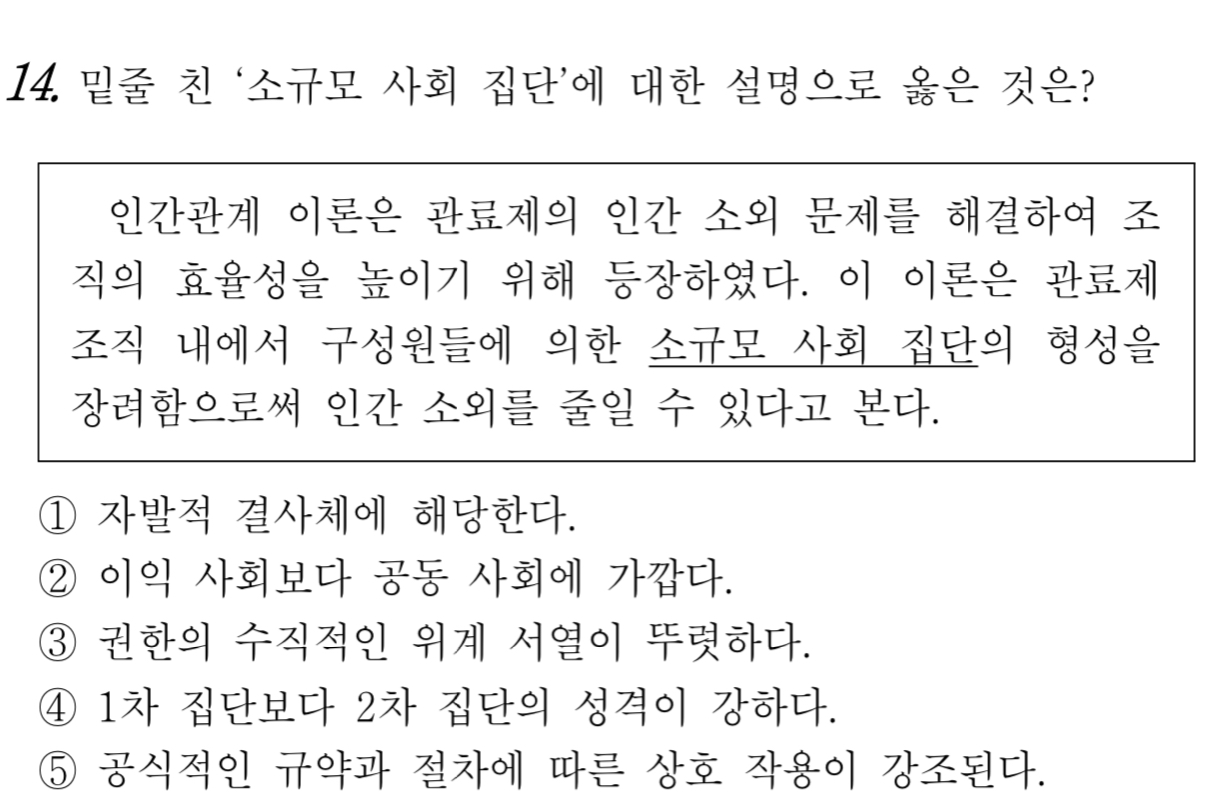 14. 밑줄 친 ‘소규모 사회 집단’에 대한 설명으로 옳은 것은?
인간관계 이론은 관료제의 인간 소외 문제를 해결하여 조
직의 효율성을 높이기 위해 등장하였다. 이 이론은 관료제
조직 내에서 구성원들에 의한 소규모 사회 집단의 형성을
장려함으로써 인간 소외를 줄일 수 있다고 본다.
① 자발적 결사체에 해당한다.
② 이익 사회보다 공동 사회에 가깝다.
③ 권한의 수직적인 위계 서열이 뚜렷하다.
④ 1차 집단보다 2차 집단의 성격이 강하다.
⑤ 공식적인 규약과 절차에 따른 상호 작용이 강조된다.